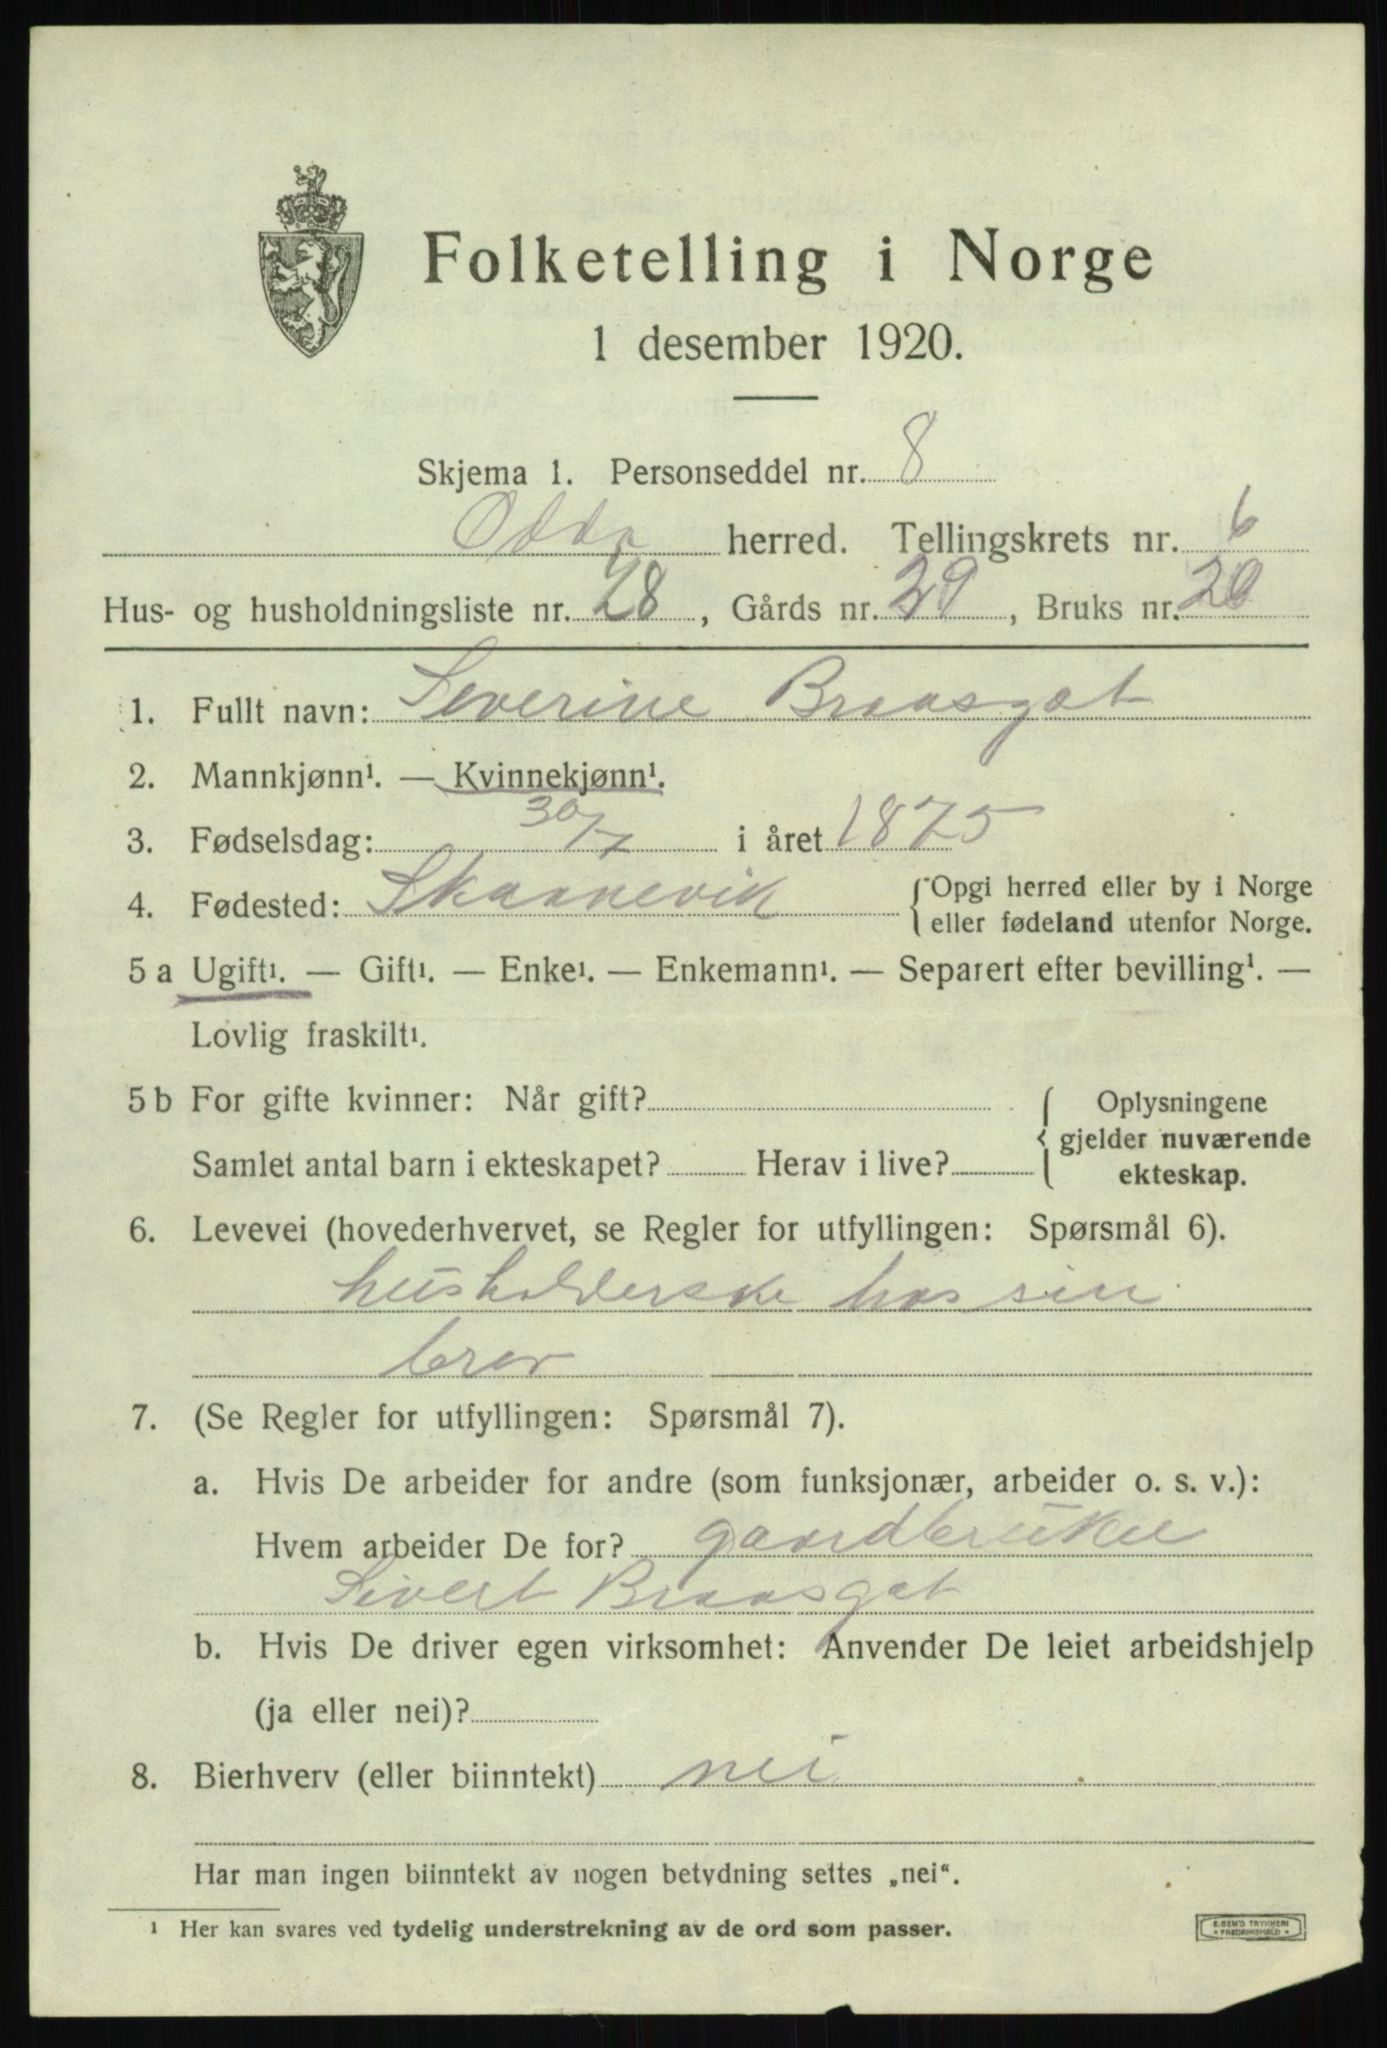 Folketelling i Norge
1 desember 1920.
Skjema 1. Personseddel nr. 8
Odda herred. Tellingskrets nr. 6
Hus- og husholdningsliste nr. 28, Gårds nr. 29, Bruks nr. 20
1. Fullt navn: Severine Braasgot
2. Mannkjønn¹. — Kvinnekjønn¹.
3. Fødselsdag: 30/7 i året 1875
4. Fødested: Skaanevik {Opgi herred eller by i Norge
eller fødeland utenfor Norge.
5 a Ugift¹. — Gift¹. — Enke¹. — Enkemann¹. — Separert efter bevilling¹. —
Lovlig fraskilt¹.
5 b For gifte kvinner: Når gift? { Oplysningene
gjelder nuværende
Samlet antal barn i ekteskapet? Herav i live? ekteskap.
6. Levevei (hovederhvervet, se Regler for utfyllingen: Spørsmål 6).
husholderske hos sin
bror
7. (Se Regler for utfyllingen: Spørsmål 7).
a. Hvis De arbeider for andre (som funksjonær, arbeider o. s. v.):
Hvem arbeider De for? gaardbruker
Sivert Braasgot
b. Hvis De driver egen virksomhet: Anvender De leiet arbeidshjelp
(ja eller nei)?
8. Bierhverv (eller biinntekt) nei
Har man ingen biinntekt av nogen betydning settes „nei“.
¹ Her kan svares ved tydelig understrekning av de ord som passer.
E. SEM'S TRYKKERI
* FREDRIKSHALD *